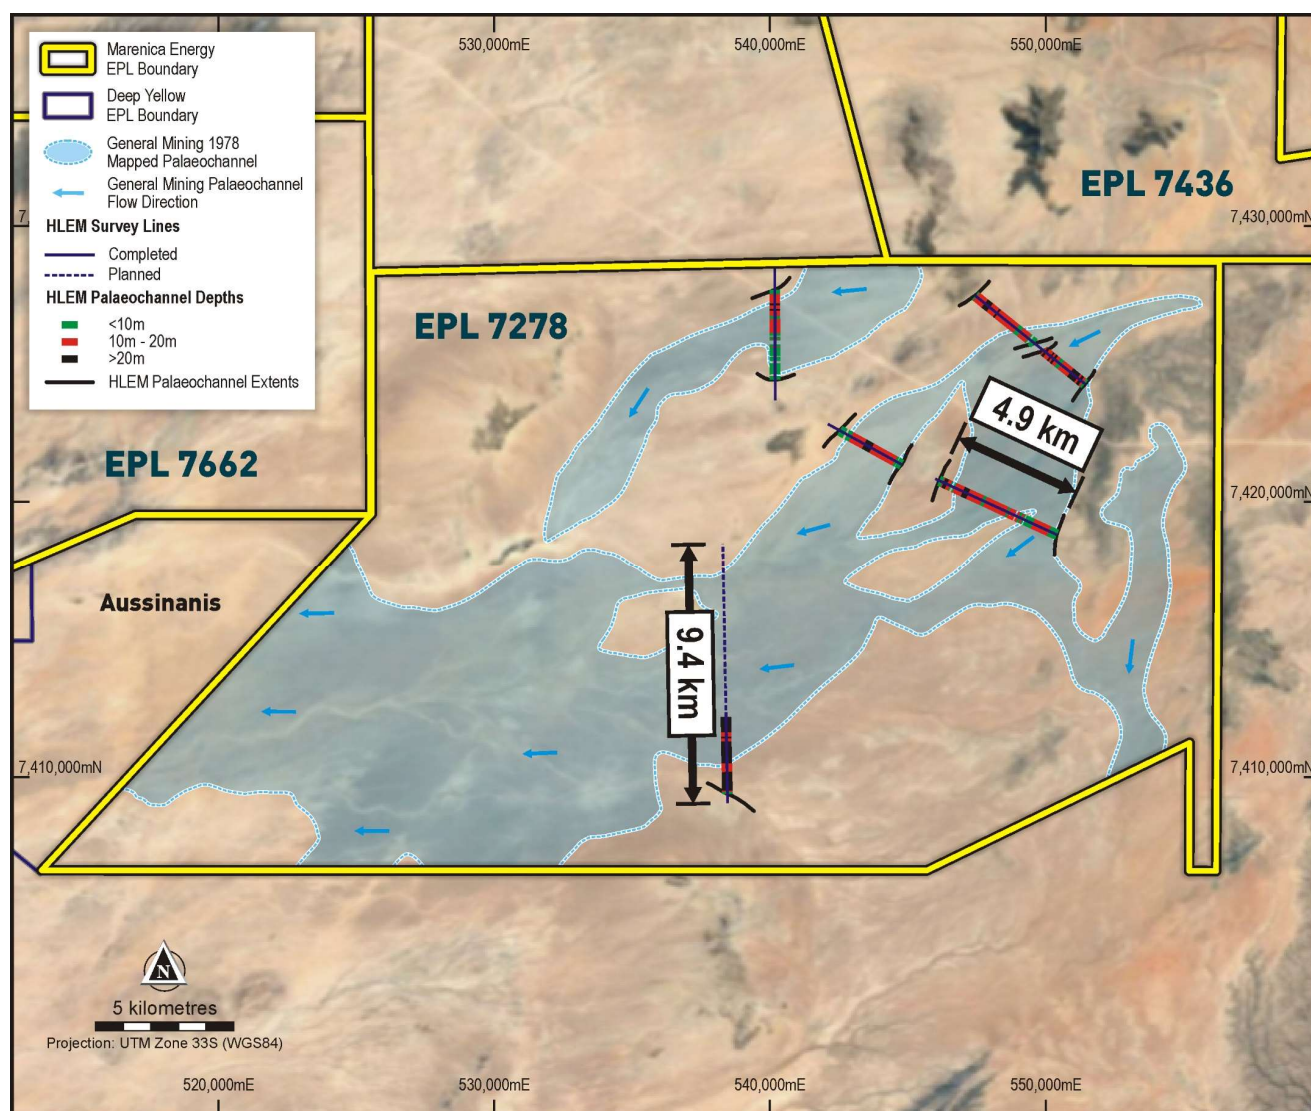 530,000mE
540,000mE
550,000mE
Marenica Energy
EPL Boundary
Deep Yellow
EPL Boundary
General Mining 1978
Mapped Palaeochannel
General Mining Palaeochannel
Flow Direction
HLEM Survey Lines
Completed
Planned
HLEM Palaeochannel Depths
<10m
10m - 20m
>20m
HLEM Palaeochannel Extents
EPL 7436
7,430,000mN
EPL 7278
4.9 km
EPL 7662
7,420,000mN
Aussinanis
9.4 km
7,410,000mN
7,410,000mN
N
5 kilometres
Projection: UTM Zone 33S (WGS84)
520,000mE
530,000mE
540,000mE
550,000mE